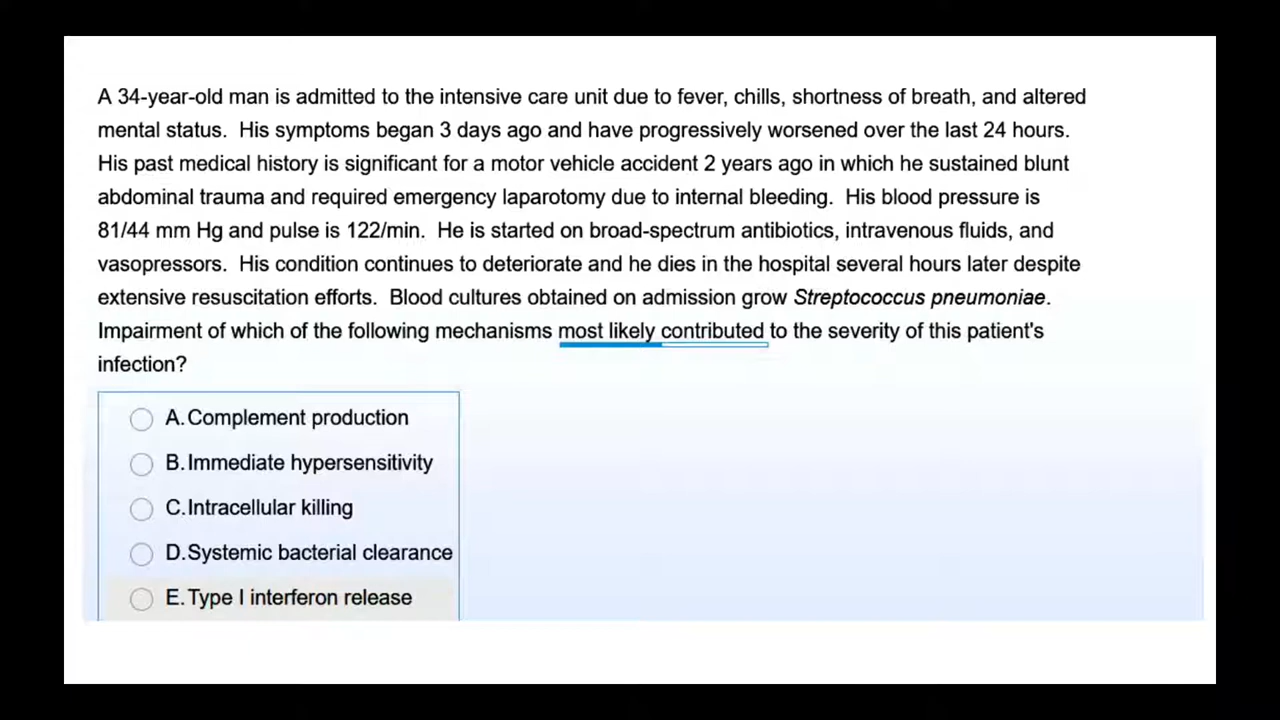 A 34-year-old man is admitted to the intensive care unit due to fever, chills, shortness of breath, and altered
mental status.  His symptoms began 3 days ago and have progressively worsened over the last 24 hours.
His past medical history is significant for a motor vehicle accident 2 years ago in which he sustained blunt
abdominal trauma and required emergency laparotomy due to internal bleeding.  His blood pressure is
81/44 mm Hg and pulse is 122/min.  He is started on broad-spectrum antibiotics, intravenous fluids, and
vasopressors.  His condition continues to deteriorate and he dies in the hospital several hours later despite
extensive resuscitation efforts.  Blood cultures obtained on admission grow Streptococcus pneumoniae.
Impairment of which of the following mechanisms most likely contributed to the severity of this patient's
infection?
A. Complement production
B. Immediate hypersensitivity
C. Intracellular killing
D. Systemic bacterial clearance
E. Type I interferon release